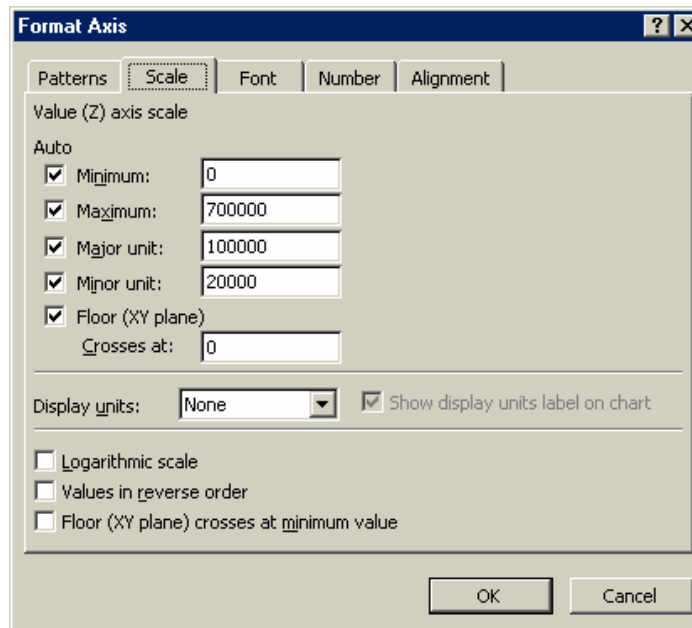 Format Axis
Patterns Scale Font Number Alignment
Value (Z) axis scale
Auto
Minimum: 0
Maximum: 700000
Major unit: 100000
Minor unit: 20000
Floor (XY plane)
Crosses at: 0
Display units: None Show display units label on chart
Logarithmic scale
Values in reverse order
Floor (XY plane) crosses at minimum value
OK Cancel